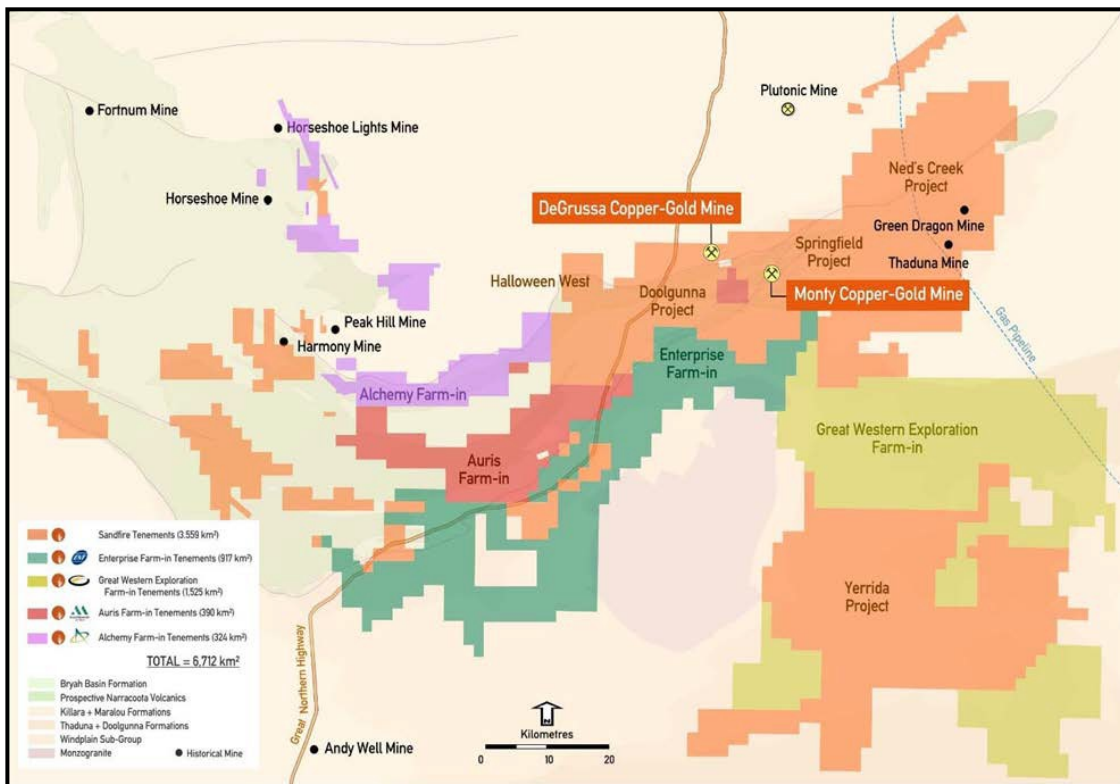 Fortnum Mine
Horseshoe Lights Mine
Horseshoe Mine
Plutonic Mine
Ned's Creek
Project
DeGrussa Copper-Gold Mine
Green Dragon Mine
Springfield
Project
Thaduna Mine
Halloween West
Doolgunna
Project
Monty Copper-Gold Mine
Peak Hill Mine
Harmony Mine
Gas Pipeline
Enterprise
Farm-in
Alchemy Farm-in
Great Western Exploration
Farm-in
Auris
Farm-in
Yerrida
Project
Great Northern Highway
Andy Well Mine
Sandfire Tenements (3.559 km²)
Enterprise Farm-in Tenements (917 km²)
Great Western Exploration
Farm-in Tenements (1,525 km²)
Auris Farm-in Tenements (390 km²)
Alchemy Farm-in Tenements (324 km²)
TOTAL = 6,712 km²
Bryah Basin Formation
Prospective Narracoota Volcanics
Killara + Maralou Formations
Thaduna + Doolgunna Formations
Windplain Sub-Group
Monzogranite
Historical Mine
Kilometres
0 10 20